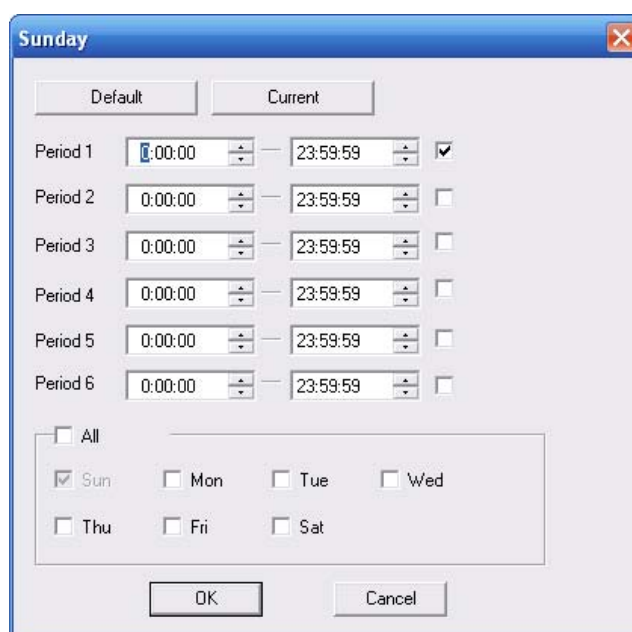 Sunday
Default Current
Period 1 0:00:00 — 23:59:59
Period 2 0:00:00 — 23:59:59
Period 3 0:00:00 — 23:59:59
Period 4 0:00:00 — 23:59:59
Period 5 0:00:00 — 23:59:59
Period 6 0:00:00 — 23:59:59
All
Sun Mon Tue Wed
Thu Fri Sat
OK Cancel